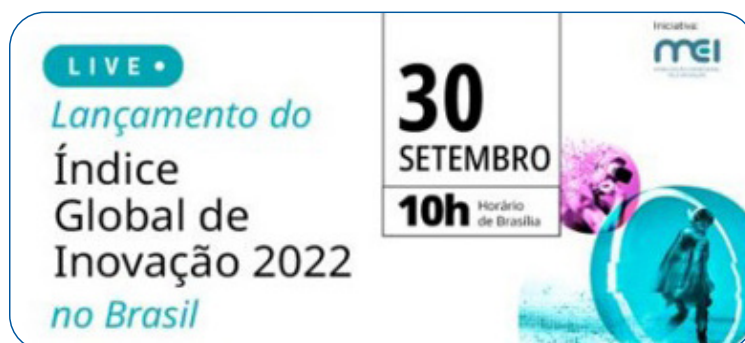 LIVE •
Lançamento do
Índice
Global de
Inovação 2022
no Brasil
30
SETEMBRO
10h Horário
de Brasília
Iniciativa:
MEI